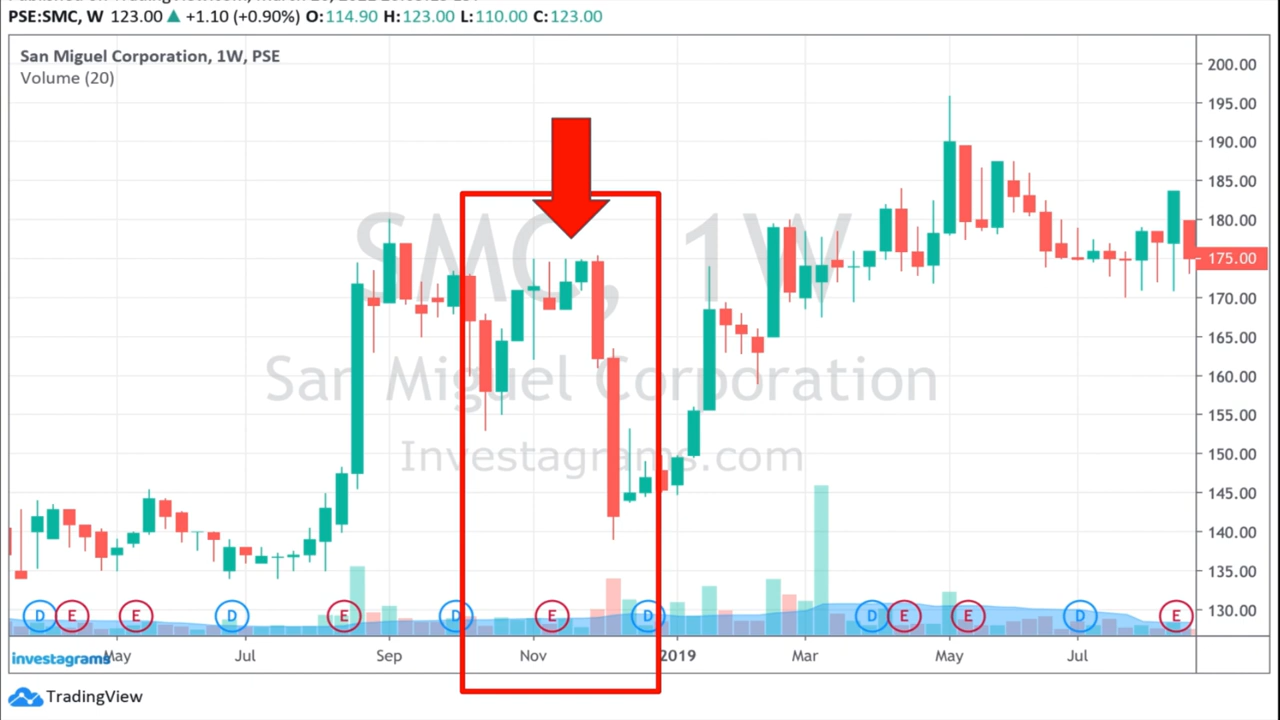 PSE:SMC, W 123.00 ▲ +1.10 (+0.90%) O:114.90 H:123.00 L:110.00 C:123.00
San Miguel Corporation, 1W, PSE
Volume (20)
SMC, 1W
San Miguel Corporation
Investagrams.com
200.00
195.00
190.00
185.00
180.00
175.00
170.00
165.00
160.00
155.00
150.00
145.00
140.00
135.00
130.00
D E E D E D E D D E E D E
investagrams
May Jul Sep Nov 2019 Mar May Jul
TradingView